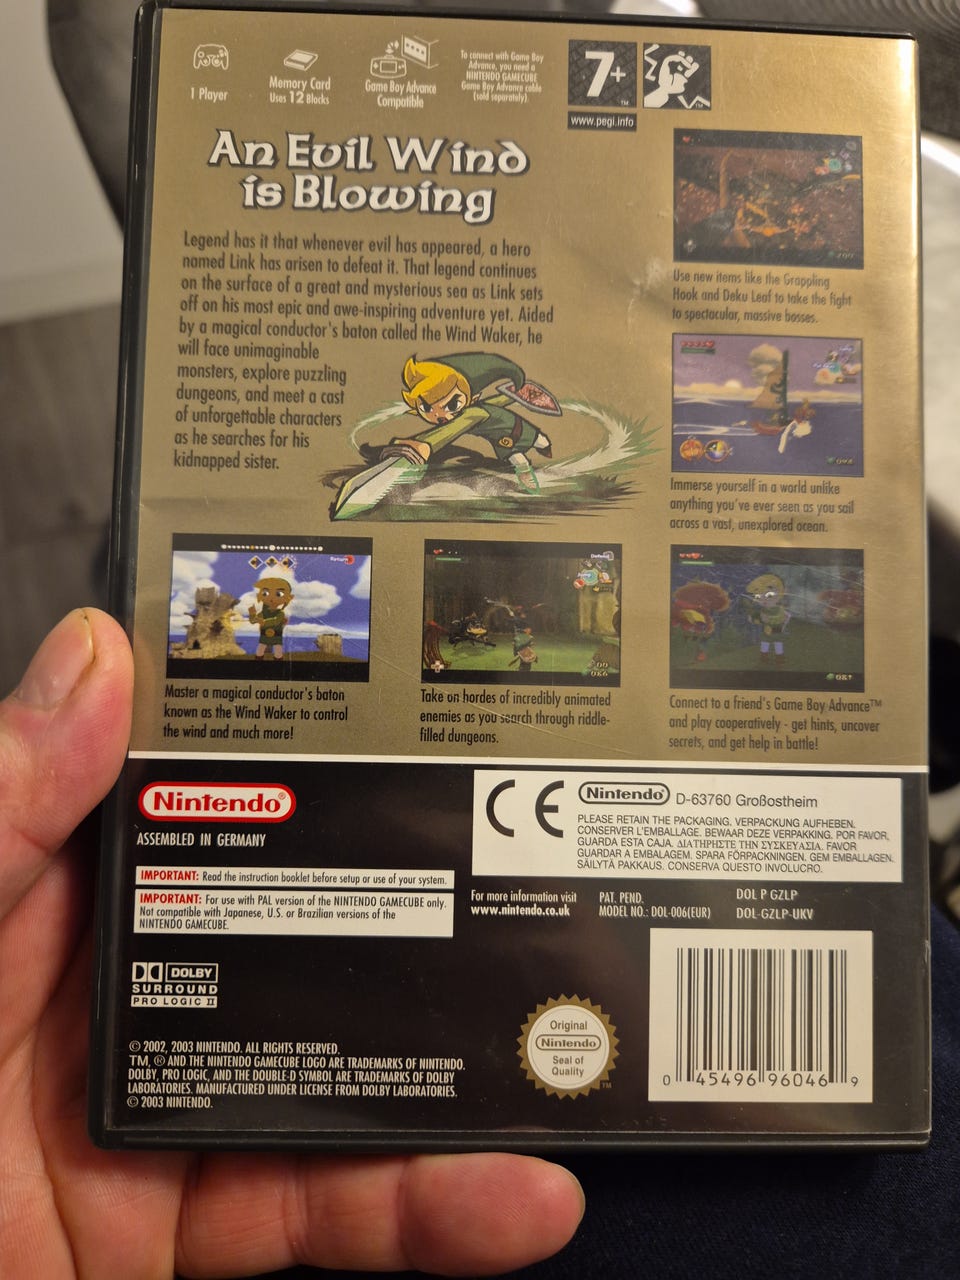 1 Player
Memory Card
Uses 12 Blocks
Game Boy Advance
Compatible
To connect with Game Boy
Advance, you need a
NINTENDO GAMECUBE
Game Boy Advance cable
(sold separately).
7+
TM
www.pegi.info
An Evil Wind
is Blowing
Legend has it that whenever evil has appeared, a hero
named Link has arisen to defeat it. That legend continues
on the surface of a great and mysterious sea as Link sets
off on his most epic and awe-inspiring adventure yet. Aided
by a magical conductor's baton called the Wind Waker, he
will face unimaginable
monsters, explore puzzling
dungeons, and meet a cast
of unforgettable characters
as he searches for his
kidnapped sister.
Use new items like the Grappling
Hook and Deku Leaf to take the fight
to spectacular, massive bosses.
Immerse yourself in a world unlike
anything you've ever seen as you sail
across a vast, unexplored ocean.
Return
Master a magical conductor's baton
known as the Wind Waker to control
the wind and much more!
Defend
Take on hordes of incredibly animated
enemies as you search through riddle-
filled dungeons.
Connect to a friend's Game Boy Advance™
and play cooperatively - get hints, uncover
secrets, and get help in battle!
Nintendo®
ASSEMBLED IN GERMANY
IMPORTANT: Read the instruction booklet before setup or use of your system.
IMPORTANT: For use with PAL version of the NINTENDO GAMECUBE only.
Not compatible with Japanese, U.S. or Brazilian versions of the
NINTENDO GAMECUBE.
CE Nintendo® D-63760 Großostheim
PLEASE RETAIN THE PACKAGING. VERPACKUNG AUFHEBEN.
CONSERVER L'EMBALLAGE. BEWAAR DEZE VERPAKKING. POR FAVOR,
GUARDA ESTA CAJA. ΔΙΑΤΗΡΗΣΤΕ ΤΗΝ ΣΥΣΚΕΥΑΣΙΑ. FAVOR
GUARDAR A EMBALAGEM. SPARA FÖRPACKNINGEN. GEM EMBALLAGEN.
SÄILYTÄ PAKKAUS. CONSERVA QUESTO INVOLUCRO.
For more information visit
www.nintendo.co.uk
PAT. PEND.
MODEL NO.: DOL-006(EUR)
DOL P GZLP
DOL-GZLP-UKV
DOLBY
SURROUND
PRO LOGIC II
© 2002, 2003 NINTENDO. ALL RIGHTS RESERVED.
TM, ® AND THE NINTENDO GAMECUBE LOGO ARE TRADEMARKS OF NINTENDO.
DOLBY, PRO LOGIC, AND THE DOUBLE-D SYMBOL ARE TRADEMARKS OF DOLBY
LABORATORIES. MANUFACTURED UNDER LICENSE FROM DOLBY LABORATORIES.
© 2003 NINTENDO.
Original
Nintendo
Seal of
Quality
TM
0 45496 96046 9